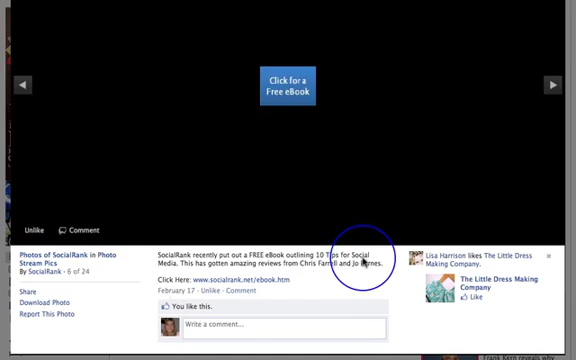 Click for a
Free eBook
Unlike
Comment
Photos of SocialRank in Photo
Stream Pics
By SocialRank · 6 of 24
Share
Download Photo
Report This Photo
SocialRank recently put out a FREE eBook outlining 10 Tips for Social
Media. This has gotten amazing reviews from Chris Farrell and Jo
Click Here: www.socialrank.net/ebook.htm
February 17 · Unlike · Comment
You like this.
Write a comment...
Lisa Harrison likes The Little Dress
Making Company.
The Little Dress Making
Company
Like
Frank Kern reveals why